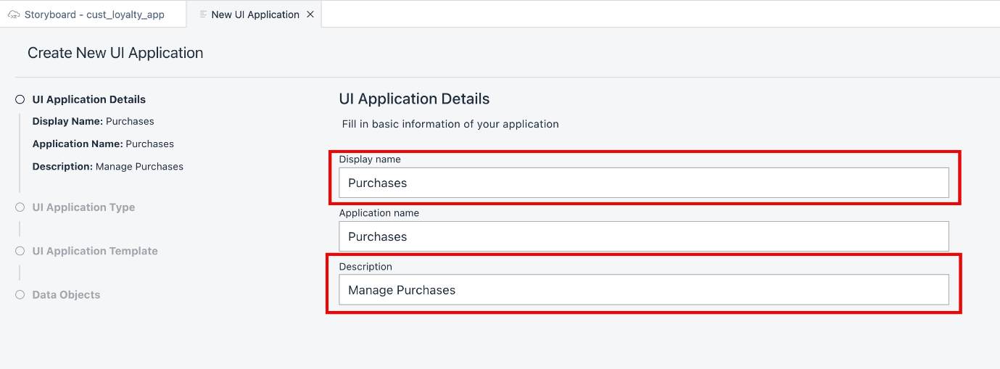 Storyboard - cust_loyalty_app
New UI Application
Create New UI Application
UI Application Details
Display Name: Purchases
Application Name: Purchases
Description: Manage Purchases
UI Application Type
UI Application Template
Data Objects
UI Application Details
Fill in basic information of your application
Display name
Purchases
Application name
Purchases
Description
Manage Purchases